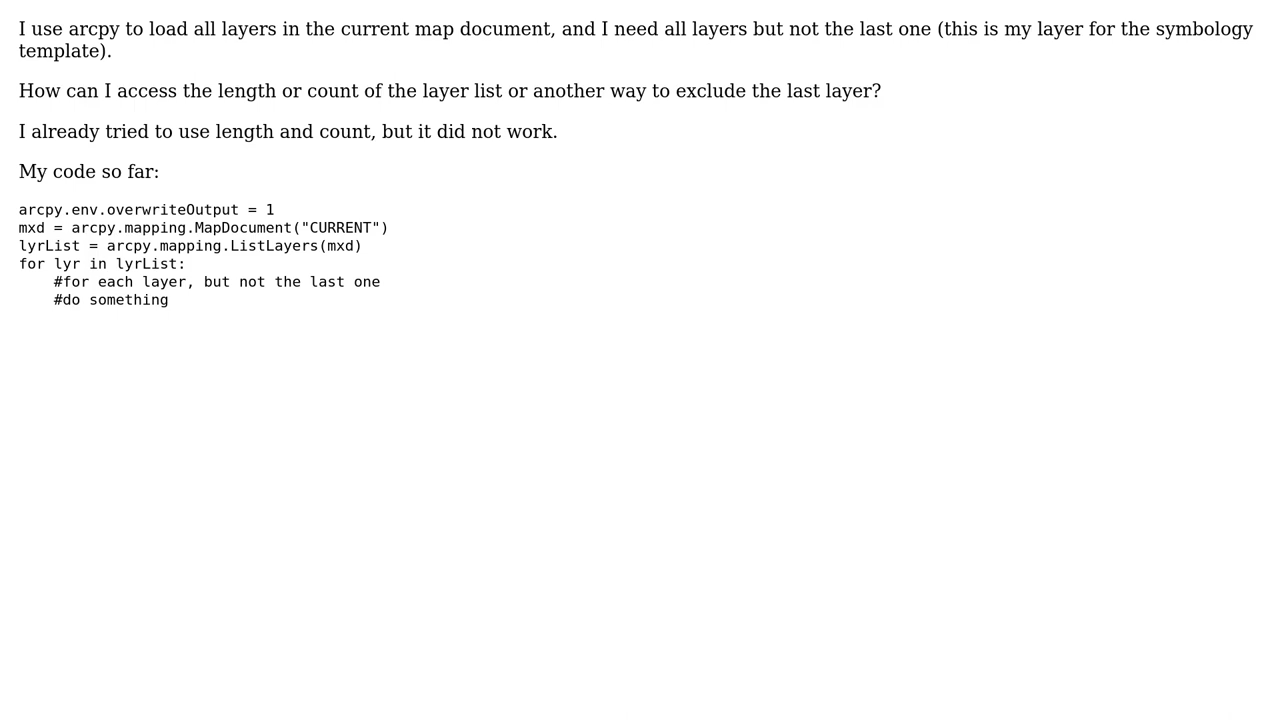 I use arcpy to load all layers in the current map document, and I need all layers but not the last one (this is my layer for the symbology
template).
How can I access the length or count of the layer list or another way to exclude the last layer?
I already tried to use length and count, but it did not work.
My code so far:
arcpy.env.overwriteOutput = 1
mxd = arcpy.mapping.MapDocument("CURRENT")
lyrList = arcpy.mapping.ListLayers(mxd)
for lyr in lyrList:
    #for each layer, but not the last one
    #do something